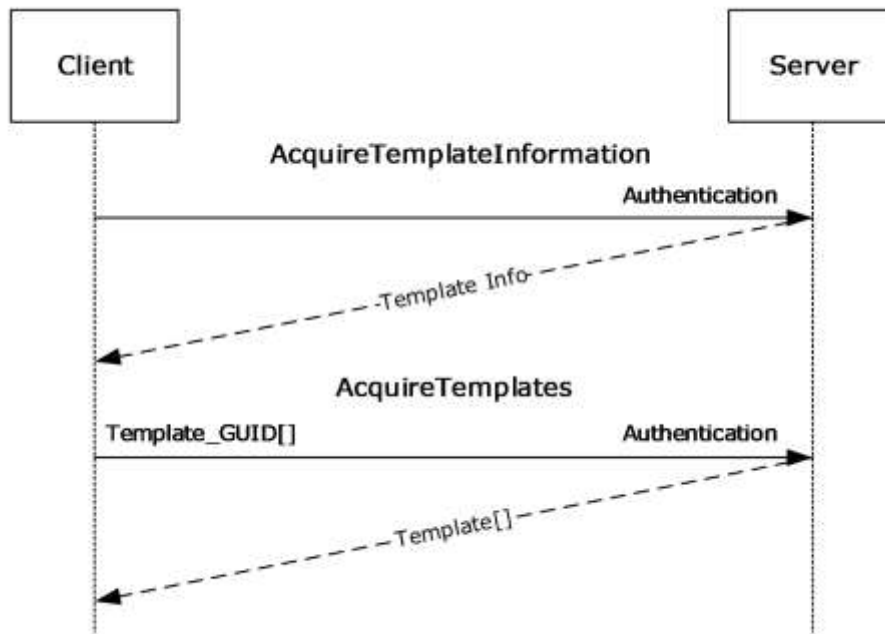 Client
Server
AcquireTemplateInformation
Authentication
Template Info
AcquireTemplates
Template_GUID[]
Authentication
Template[]